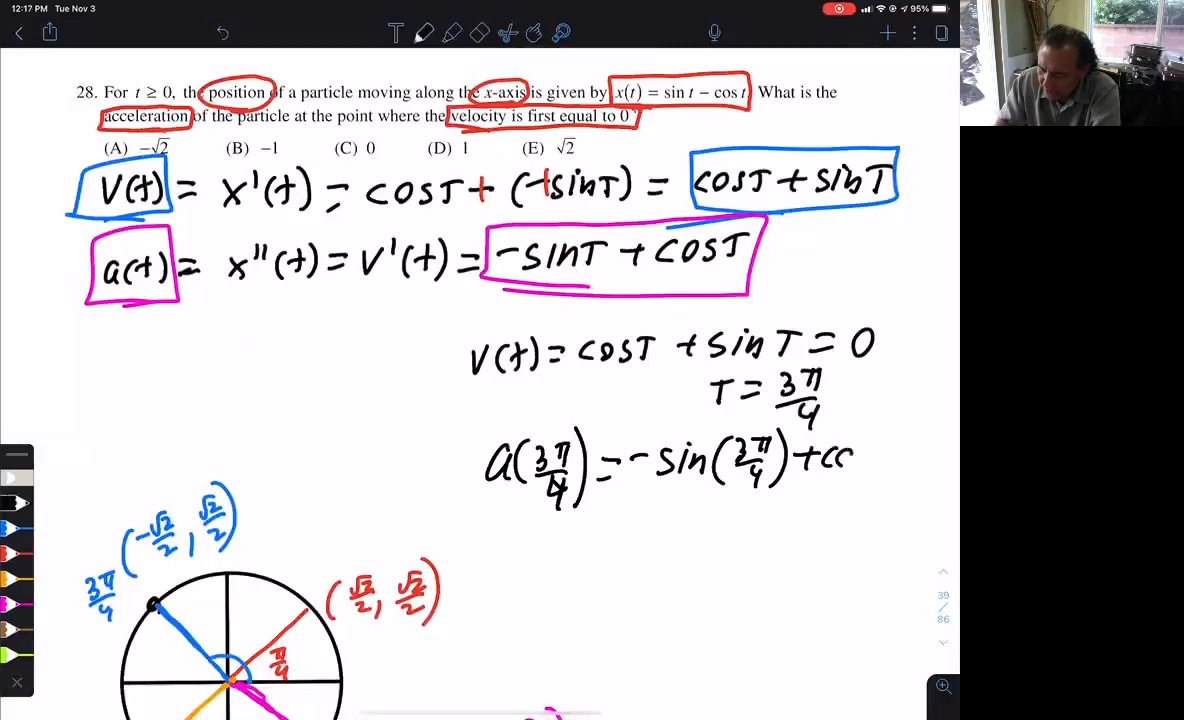 12:17 PM Tue Nov 3
95%
28. For t ≥ 0, the position of a particle moving along the x-axis is given by x(t) = sin t − cos t. What is the
acceleration of the particle at the point where the velocity is first equal to 0
(A) −√2 (B) −1 (C) 0 (D) 1 (E) √2
V(t) = x'(t) = COST + (-1sinT) = COST + sinT
a(t) = x''(t) = V'(t) = -sinT + COST
V(t) = COST + sinT = 0
T = 3π/4
a(3π/4) = -sin(3π/4) + co
(-√2/2, √2/2)
3π/4
(√2/2, √2/2)
π/4
39
/
86